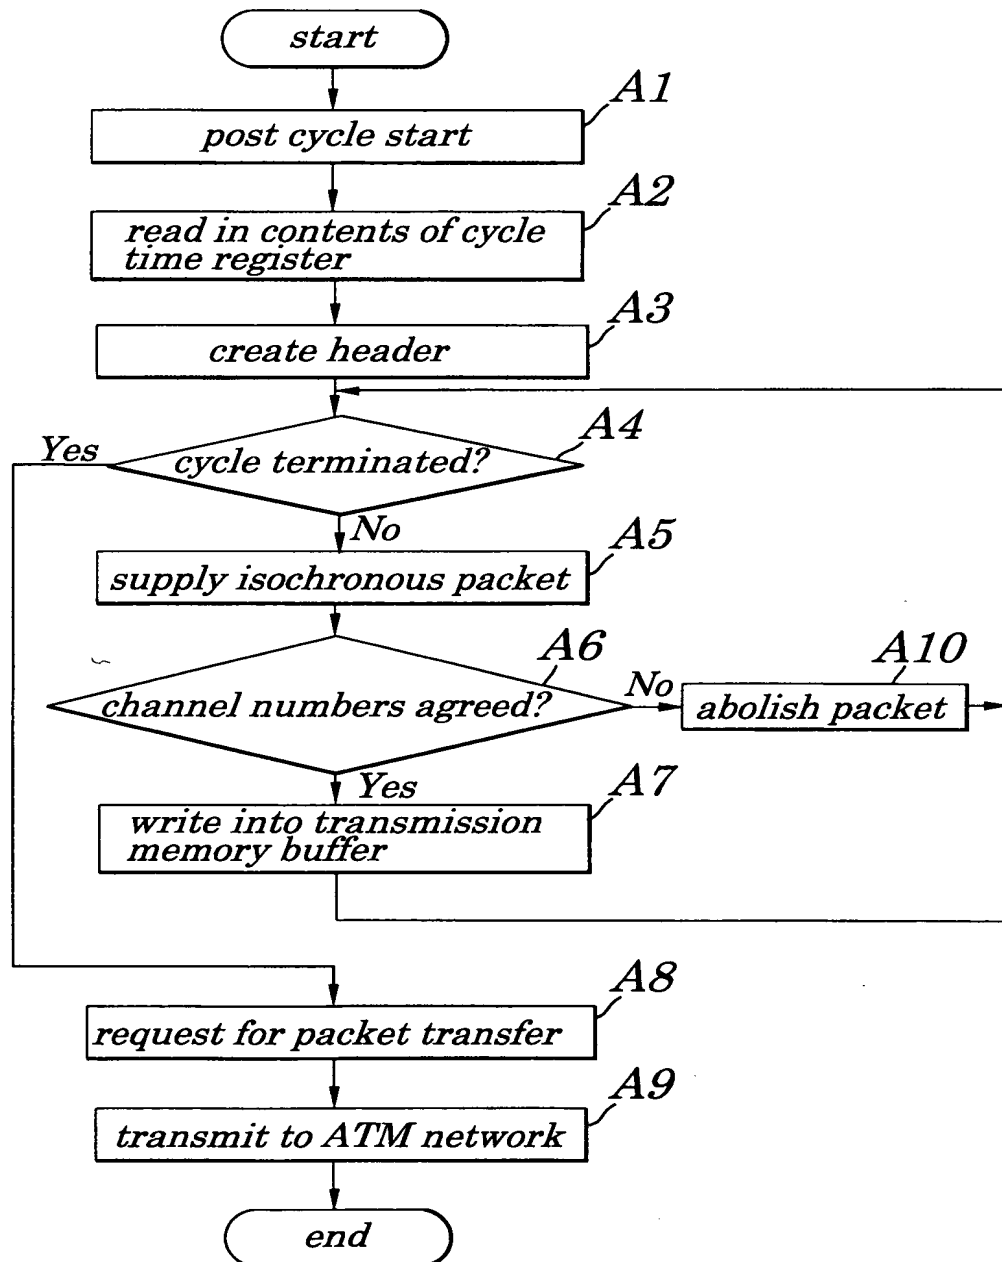 start
A1
post cycle start
A2
read in contents of cycle
time register
A3
create header
A4
Yes
cycle terminated?
No
A5
supply isochronous packet
A6
channel numbers agreed?
No
A10
abolish packet
Yes
A7
write into transmission
memory buffer
A8
request for packet transfer
A9
transmit to ATM network
end